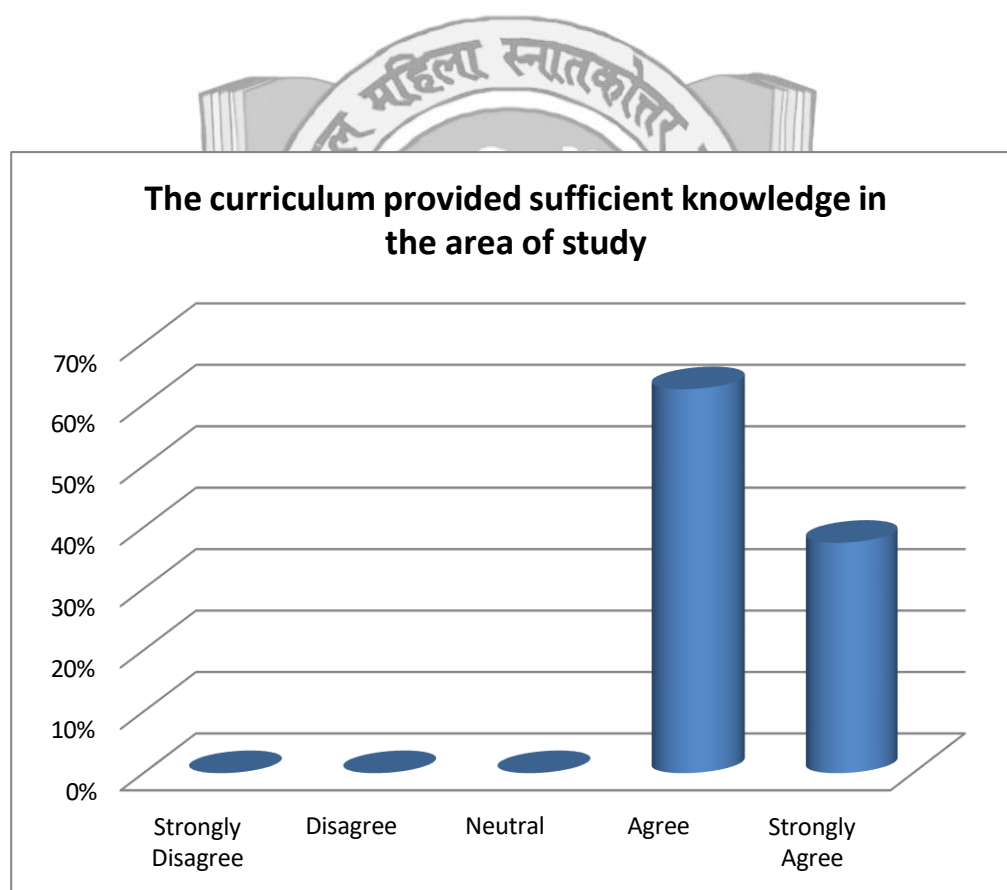 महिला स्नातकोत्तर
The curriculum provided sufficient knowledge in
the area of study
70%
60%
50%
40%
30%
20%
10%
0%
Strongly Disagree
Disagree
Neutral
Agree
Strongly Agree